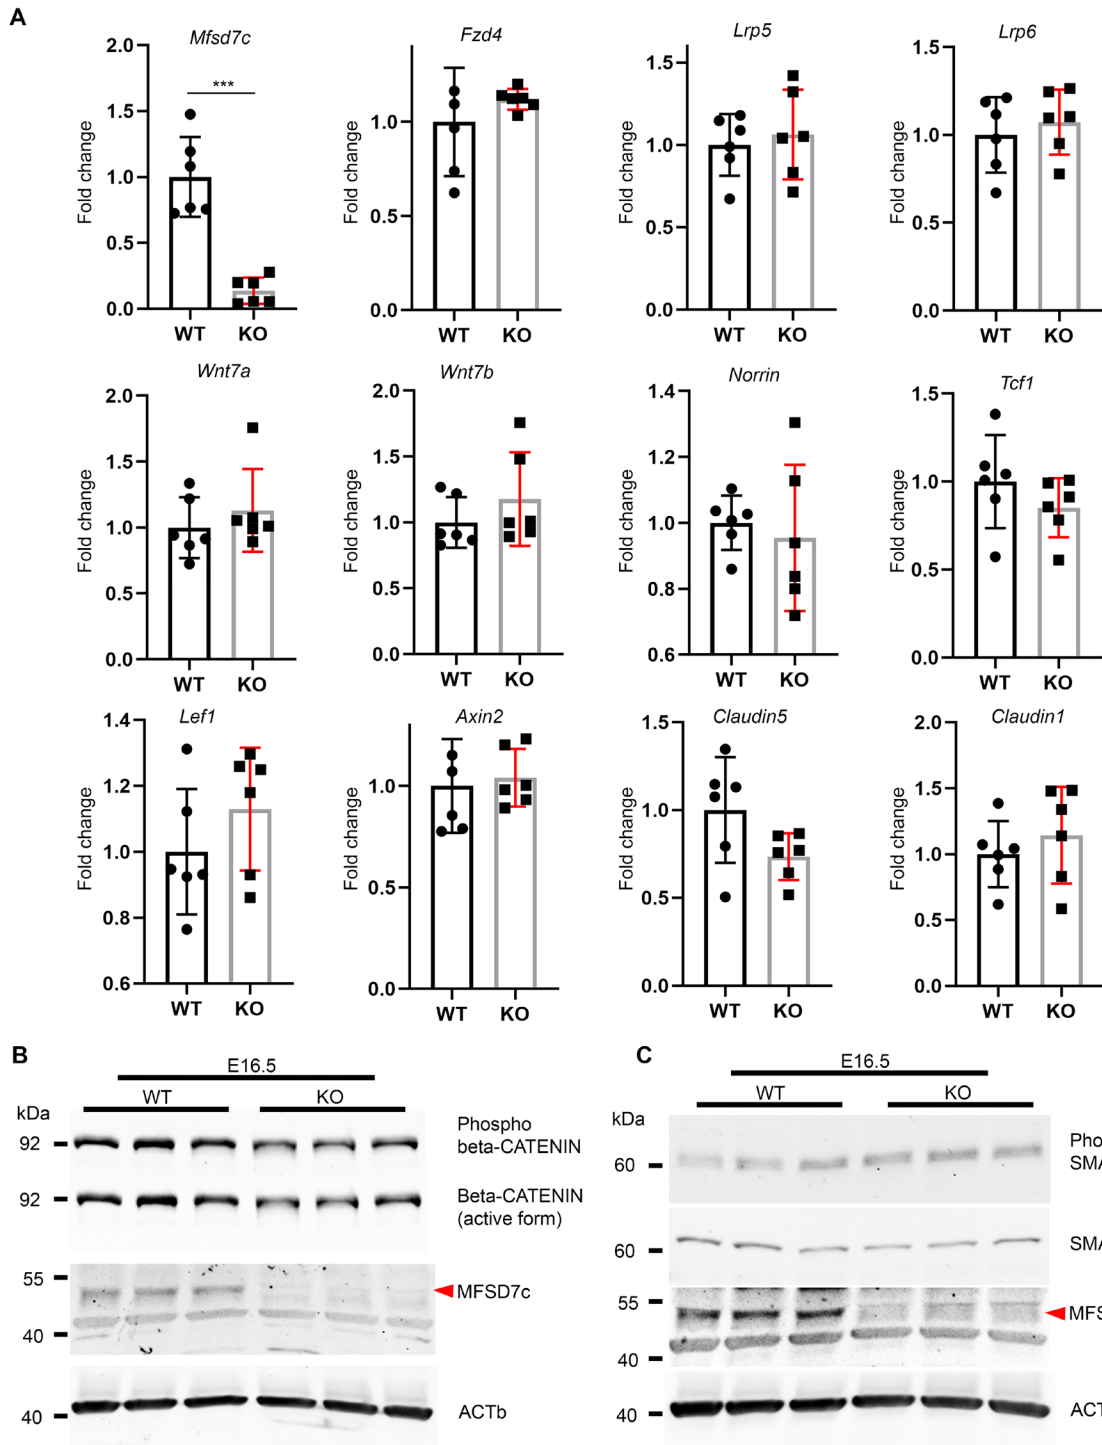 A
Mfsd7c
Fold change
2.0
1.5
1.0
0.5
0.0
***
WT KO
Fzd4
Fold change
1.0
0.5
0.0
WT KO
Lrp5
Fold change
1.5
1.0
0.5
0.0
WT KO
Lrp6
Fold change
1.5
1.0
0.5
0.0
WT KO
Wnt7a
Fold change
2.0
1.5
1.0
0.5
0.0
WT KO
Wnt7b
Fold change
2.0
1.5
1.0
0.5
0.0
WT KO
Norrin
Fold change
1.4
1.2
1.0
0.8
0.6
WT KO
Tcf1
Fold change
1.5
1.0
0.5
0.0
WT KO
Lef1
Fold change
1.4
1.2
1.0
0.8
0.6
WT KO
Axin2
Fold change
1.0
0.5
0.0
WT KO
Claudin5
Fold change
1.5
1.0
0.5
0.0
WT KO
Claudin1
Fold change
2.0
1.5
1.0
0.5
0.0
WT KO
B
E16.5
WT KO
kDa
92
Phospho
beta-CATENIN
92
Beta-CATENIN
(active form)
55
MFSD7c
40
40
ACTb
C
E16.5
WT KO
kDa
60
Pho
SMA
60
SMA
55
MFS
40
40
ACT